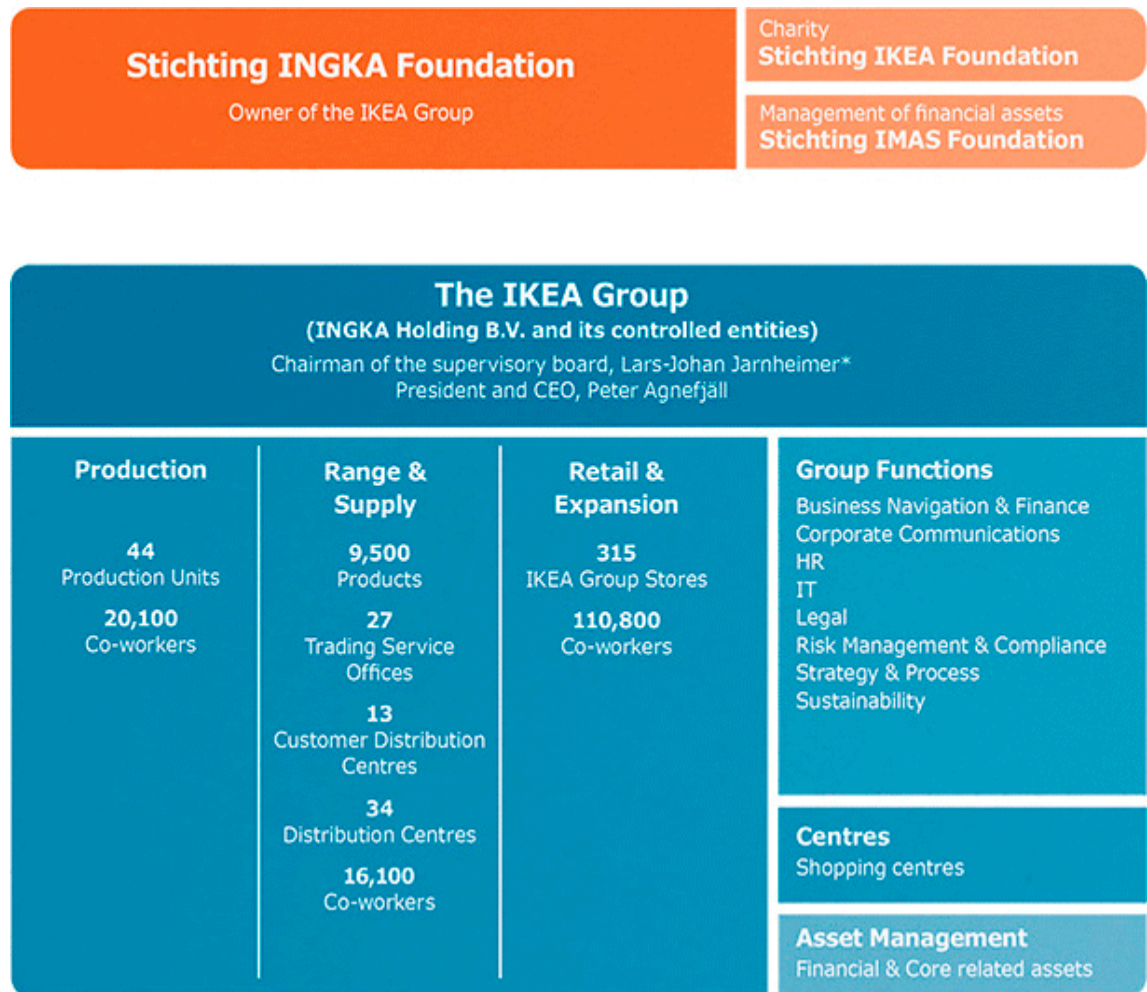 Stichting INGKA Foundation
Owner of the IKEA Group
Charity
Stichting IKEA Foundation
Management of financial assets
Stichting IMAS Foundation
The IKEA Group
(INGKA Holding B.V. and its controlled entities)
Chairman of the supervisory board, Lars-Johan Jarnheimer*
President and CEO, Peter Agnefjäll
Production
44
Production Units
20,100
Co-workers
Range &
Supply
9,500
Products
27
Trading Service
Offices
13
Customer Distribution
Centres
34
Distribution Centres
16,100
Co-workers
Retail &
Expansion
315
IKEA Group Stores
110,800
Co-workers
Group Functions
Business Navigation & Finance
Corporate Communications
HR
IT
Legal
Risk Management & Compliance
Strategy & Process
Sustainability
Centres
Shopping centres
Asset Management
Financial & Core related assets